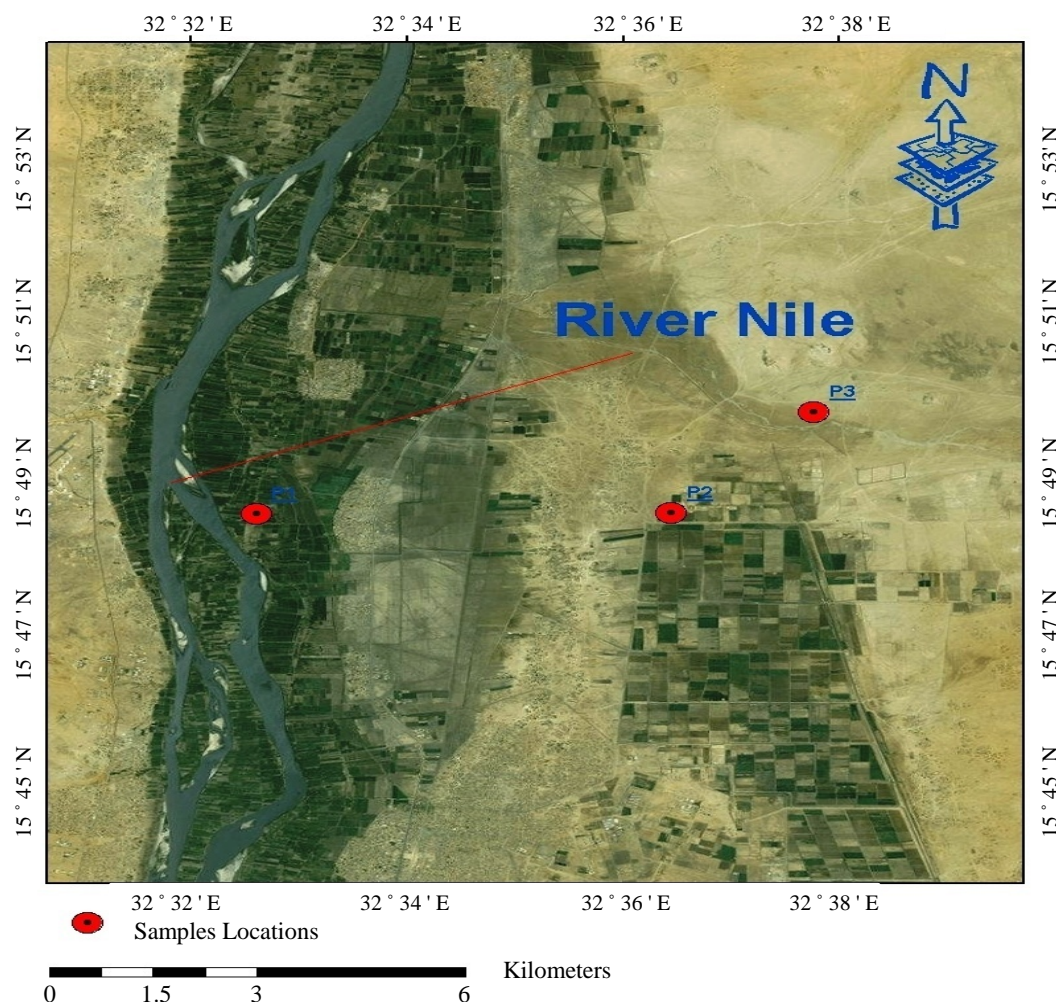 32 ° 32 ' E 32 ° 34 ' E 32 ° 36 ' E 32 ° 38 ' E
N
15 ° 53' N 15 ° 53' N
15 ° 51' N 15 ° 51' N
River Nile
P3
15 ° 49' N 15 ° 49' N
P1 P2
15 ° 47' N 15 ° 47' N
15 ° 45' N 15 ° 45' N
32 ° 32 ' E 32 ° 34 ' E 32 ° 36 ' E 32 ° 38 ' E
Samples Locations
Kilometers
0 1.5 3 6